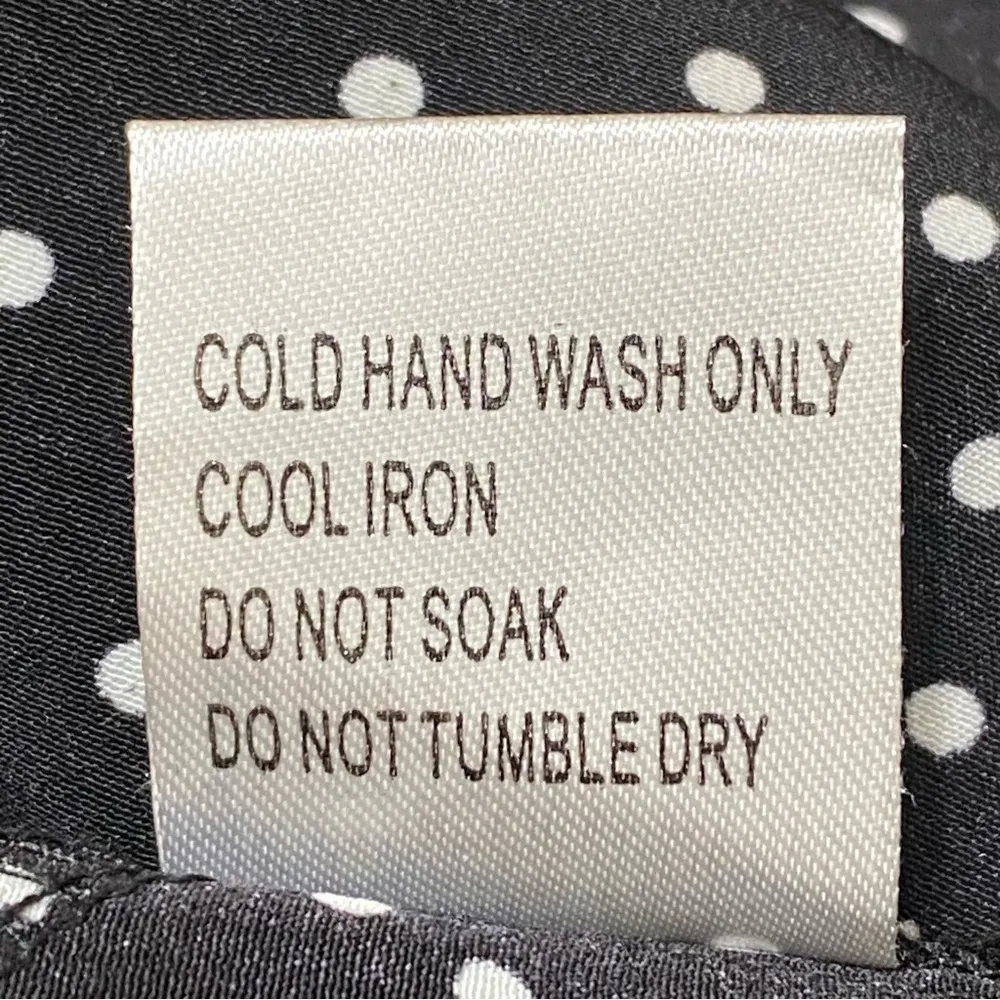 COLD HAND WASH ONLY
COOL IRON
DO NOT SOAK
DO NOT TUMBLE DRY